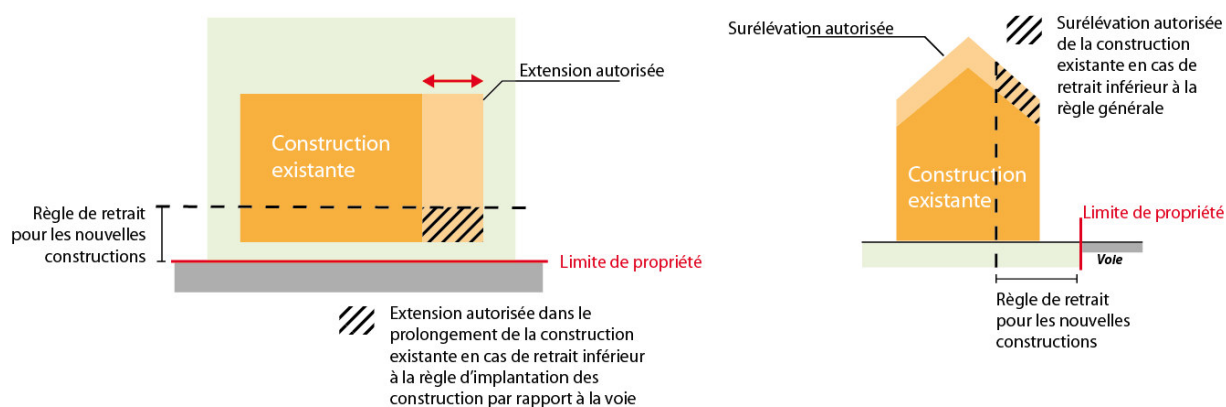 Extension autorisée
Construction
existante
Règle de retrait
pour les nouvelles
constructions
Limite de propriété
Extension autorisée dans le
prolongement de la construction
existante en cas de retrait inférieur
à la règle d'implantation des
construction par rapport à la voie
Surélévation autorisée
Surélévation autorisée
de la construction
existante en cas de
retrait inférieur à la
règle générale
Construction
existante
Limite de propriété
Voie
Règle de retrait
pour les nouvelles
constructions